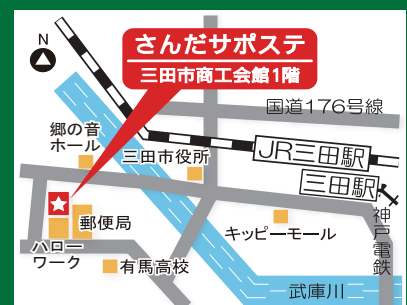 さんだサポステ
三田市商工会館1階
N
国道176号線
郷の音
ホール
三田市役所
JR三田駅
三田駅
神戸電鉄
郵便局
キッピーモール
ハロー
ワーク
有馬高校
武庫川